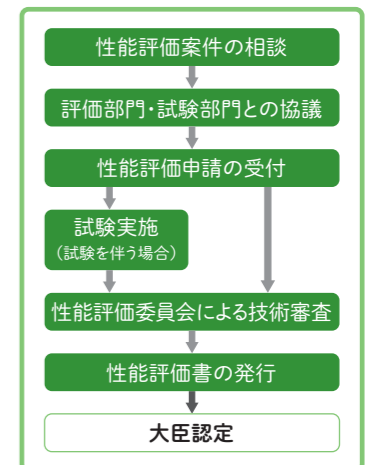 性能評価案件の相談
評価部門・試験部門との協議
性能評価申請の受付
試験実施
（試験を伴う場合）
性能評価委員会による技術審査
性能評価書の発行
大臣認定